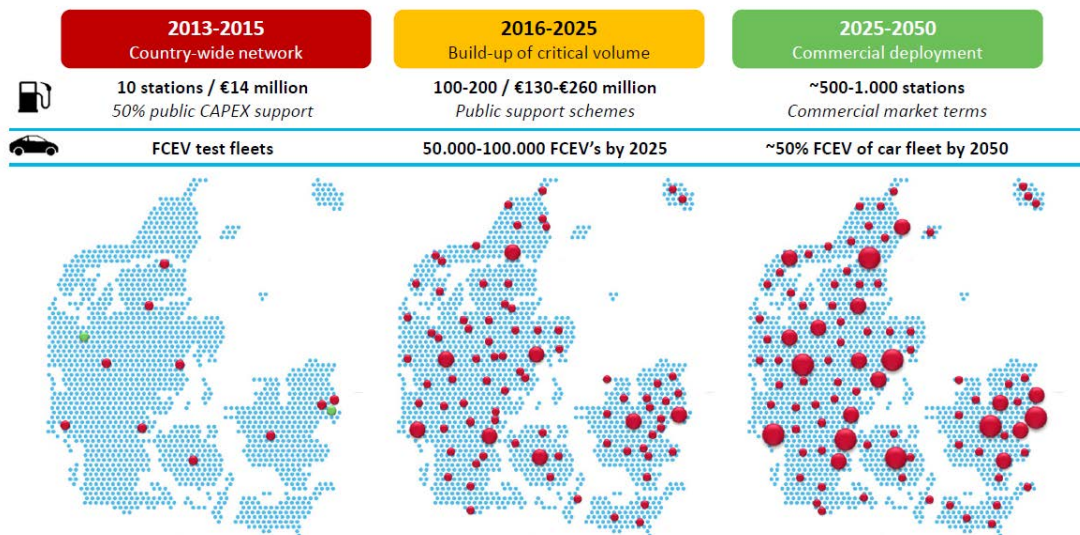 2013-2015
Country-wide network
2016-2025
Build-up of critical volume
2025-2050
Commercial deployment
10 stations / €14 million
50% public CAPEX support
100-200 / €130-€260 million
Public support schemes
~500-1.000 stations
Commercial market terms
FCEV test fleets
50.000-100.000 FCEV's by 2025
~50% FCEV of car fleet by 2050